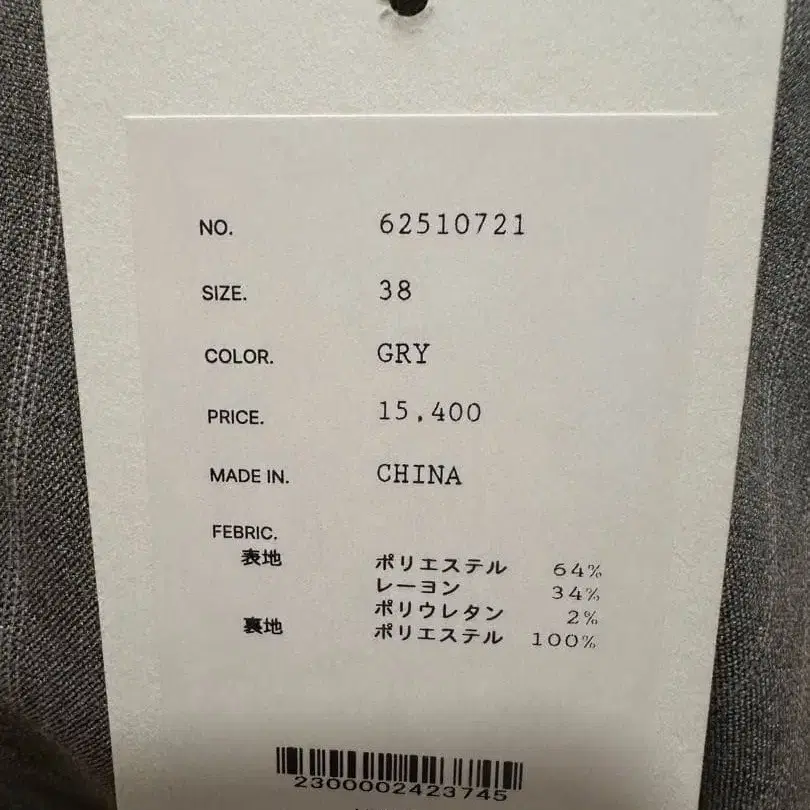 NO. 62510721
SIZE. 38
COLOR. GRY
PRICE. 15,400
MADE IN. CHINA
FEBRIC.
表地 ポリエステル 64%
レーヨン 34%
ポリウレタン 2%
裏地 ポリエステル 100%
2300002423745